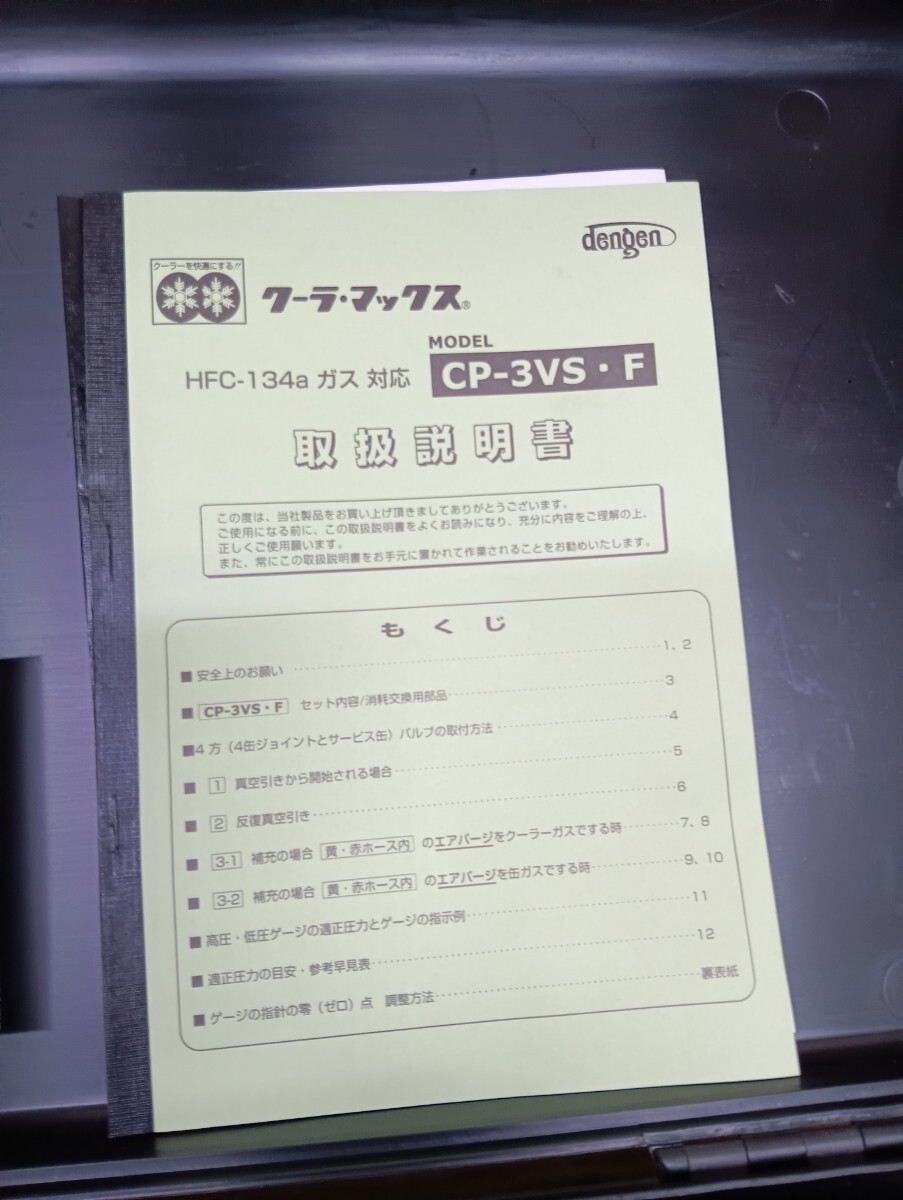 dengen
クーラーを快適にする!!
クーラ・マックス®
MODEL
HFC-134a ガス 対応 CP-3VS・F
取扱説明書
この度は、当社製品をお買い上げ頂きましてありがとうございます。
ご使用になる前に、この取扱説明書をよくお読みになり、充分に内容をご理解の上、
正しくご使用願います。
また、常にこの取扱説明書をお手元に置かれて作業されることをお勧めいたします。
もくじ
■ 安全上のお願い 1、2
■ CP-3VS・F セット内容/消耗交換用部品 3
■4方（4缶ジョイントとサービス缶）バルブの取付方法 4
■ 1 真空引きから開始される場合 5
■ 2 反復真空引き 6
■ 3-1 補充の場合 黄・赤ホース内 のエアパージをクーラーガスでする時 7、8
■ 3-2 補充の場合 黄・赤ホース内 のエアパージを缶ガスでする時 9、10
■ 高圧・低圧ゲージの適正圧力とゲージの指示例 11
■ 適正圧力の目安・参考早見表 12
■ ゲージの指針の零（ゼロ）点 調整方法 裏表紙